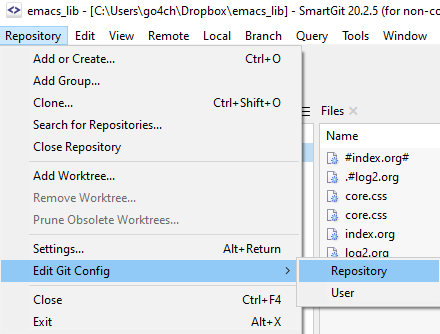 emacs_lib - [C:\Users\go4ch\Dropbox\emacs_lib] - SmartGit 20.2.5 (for non-co
Repository Edit View Remote Local Branch Query Tools Window
Add or Create... Ctrl+O
Add Group...
Clone... Ctrl+Shift+O
Search for Repositories...
Close Repository
Add Worktree...
Remove Worktree...
Prune Obsolete Worktrees...
Settings... Alt+Return
Edit Git Config
Close Ctrl+F4
Exit Alt+X
Files
Name
#index.org#
.#log2.org
core.css
core.css
index.org
log2.org
Repository
User